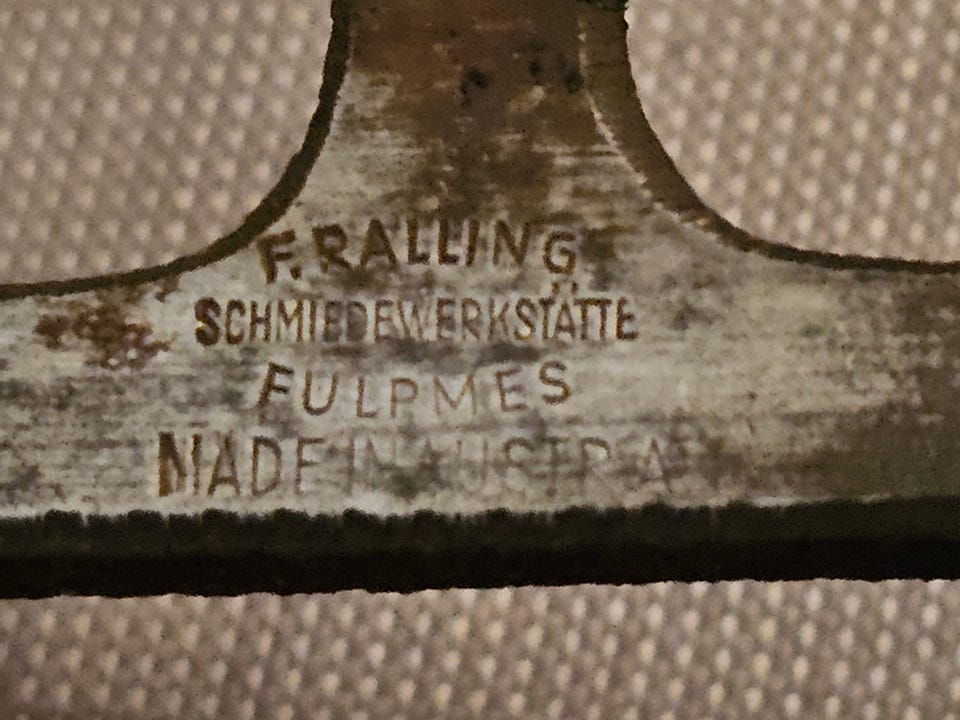 F. RALLING
SCHMIEDEWERKSTÄTTE
FULPMES
MADE IN AUSTRIA